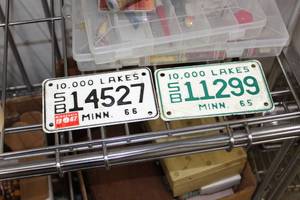 10,000 LAKES
SB 14527
MINN. 66
10,000 LAKES
SB 11299
MINN. 65